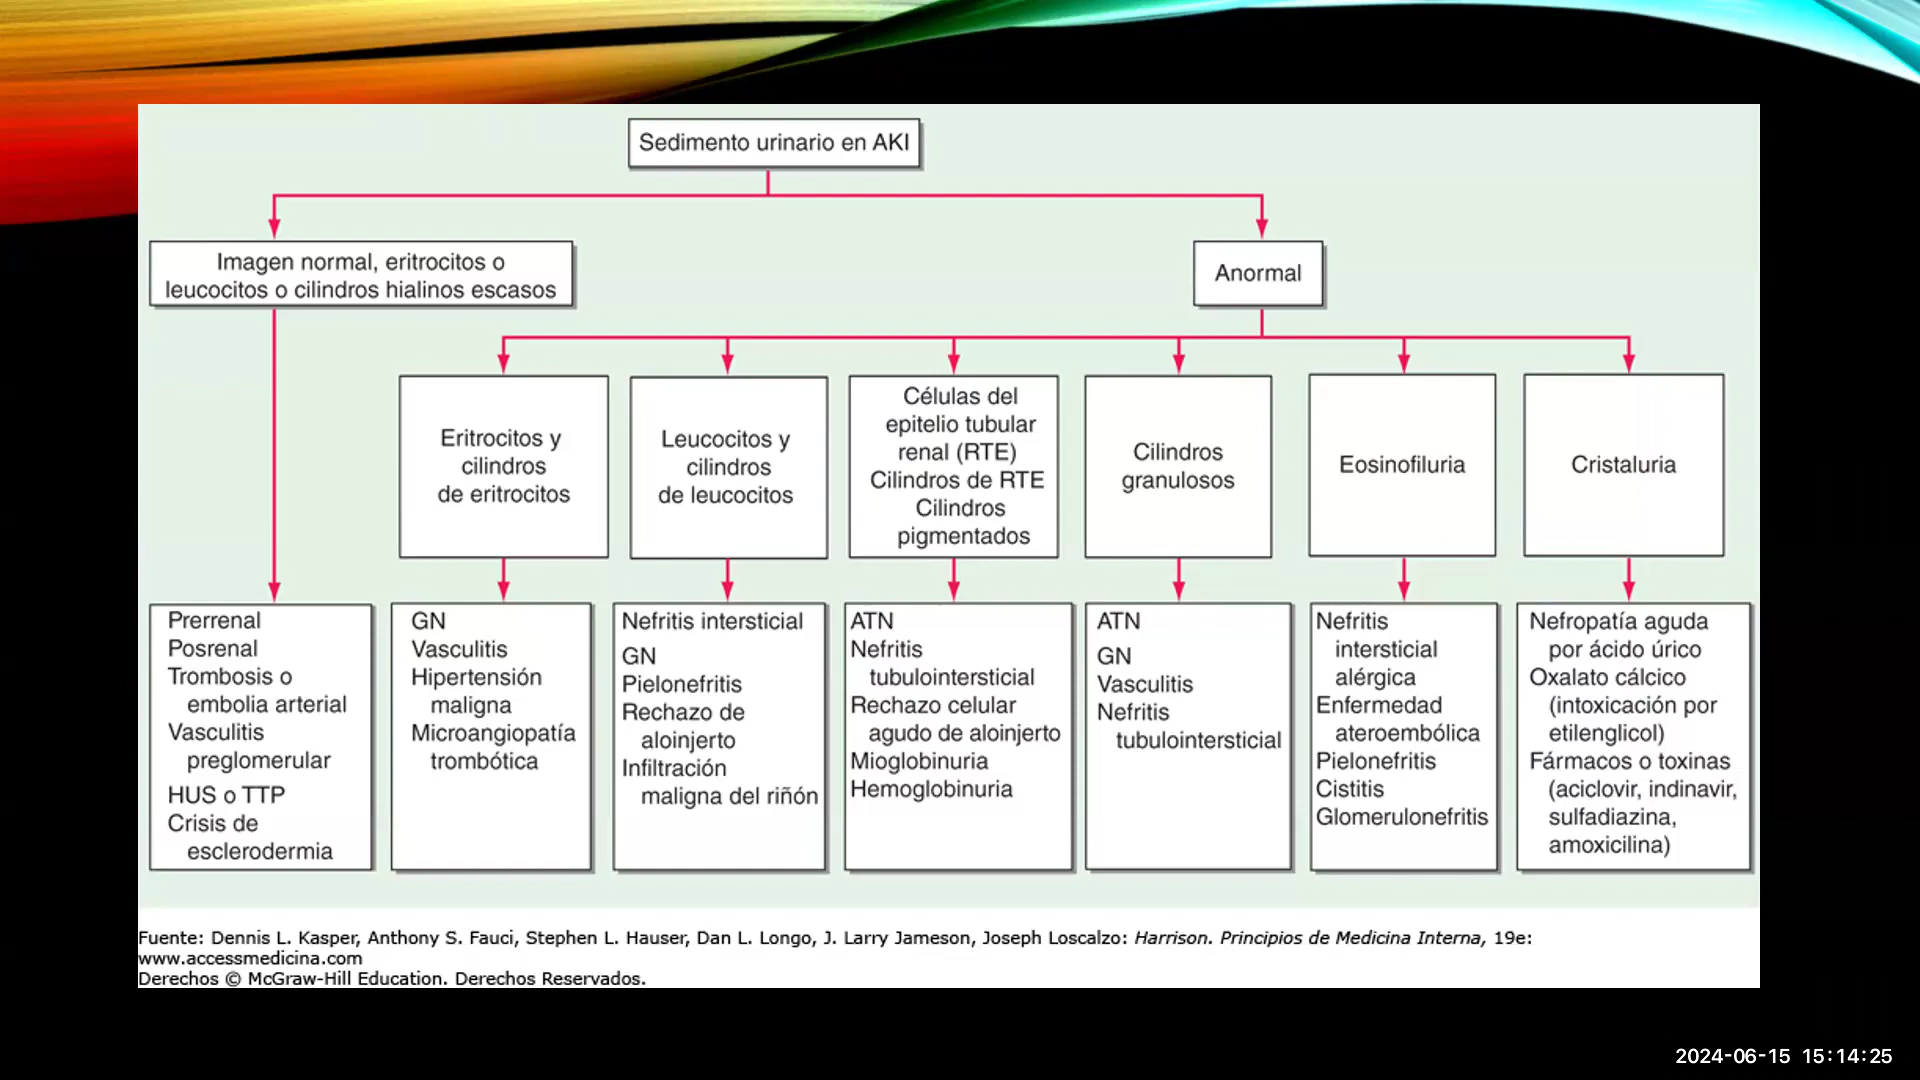 Sedimento urinario en AKI
Imagen normal, eritrocitos o
leucocitos o cilindros hialinos escasos
Anormal
Eritrocitos y
cilindros
de eritrocitos
Leucocitos y
cilindros
de leucocitos
Células del
epitelio tubular
renal (RTE)
Cilindros de RTE
Cilindros
pigmentados
Cilindros
granulosos
Eosinofiluria
Cristaluria
Prerrenal
Posrenal
Trombosis o
embolia arterial
Vasculitis
preglomerular
HUS o TTP
Crisis de
esclerodermia
GN
Vasculitis
Hipertensión
maligna
Microangiopatía
trombótica
Nefritis intersticial
GN
Pielonefritis
Rechazo de
aloinjerto
Infiltración
maligna del riñón
ATN
Nefritis
tubulointersticial
Rechazo celular
agudo de aloinjerto
Mioglobinuria
Hemoglobinuria
ATN
GN
Vasculitis
Nefritis
tubulointersticial
Nefritis
intersticial
alérgica
Enfermedad
ateroembólica
Pielonefritis
Cistitis
Glomerulonefritis
Nefropatía aguda
por ácido úrico
Oxalato cálcico
(intoxicación por
etilenglicol)
Fármacos o toxinas
(aciclovir, indinavir,
sulfadiazina,
amoxicilina)
Fuente: Dennis L. Kasper, Anthony S. Fauci, Stephen L. Hauser, Dan L. Longo, J. Larry Jameson, Joseph Loscalzo: Harrison. Principios de Medicina Interna, 19e:
www.accessmedicina.com
Derechos © McGraw-Hill Education. Derechos Reservados.
2024-06-15 15:14:25